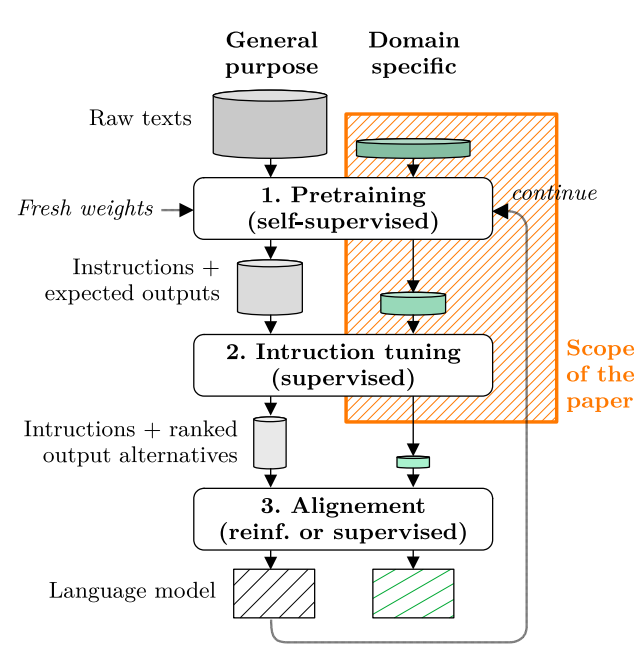 General
purpose
Domain
specific
Raw texts
Fresh weights
1. Pretraining
(self-supervised)
continue
Instructions +
expected outputs
2. Intruction tuning
(supervised)
Scope
of the
paper
Intructions + ranked
output alternatives
3. Alignement
(reinf. or supervised)
Language model